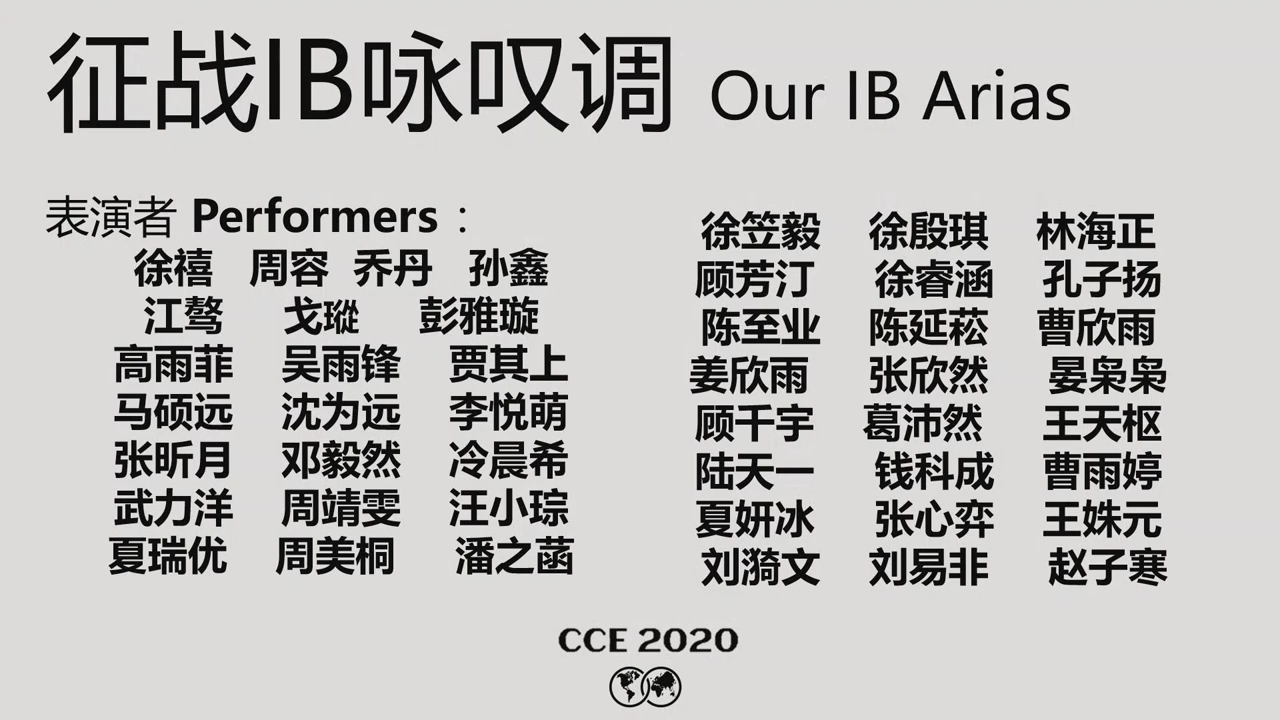 征战IB咏叹调 Our IB Arias
表演者 Performers：
徐禧 周容 乔丹 孙鑫
江骜 戈瑽 彭雅璇
高雨菲 吴雨锋 贾其上
马硕远 沈为远 李悦萌
张昕月 邓毅然 冷晨希
武力洋 周靖雯 汪小琮
夏瑞优 周美桐 潘之菡
徐笠毅 徐殷琪 林海正
顾芳汀 徐睿涵 孔子扬
陈至业 陈延菘 曹欣雨
姜欣雨 张欣然 晏枭枭
顾千宇 葛沛然 王天枢
陆天一 钱科成 曹雨婷
夏妍冰 张心弈 王姝元
刘漪文 刘易非 赵子寒
CCE 2020